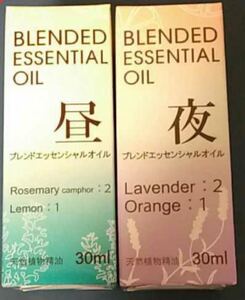 BLENDED
ESSENTIAL
OIL
昼
ブレンドエッセンシャルオイル
Rosemary camphor : 2
Lemon : 1
天然植物精油 30ml
BLENDED
ESSENTIAL
OIL
夜
ブレンドエッセンシャルオイル
Lavender : 2
Orange : 1
天然植物精油 30ml